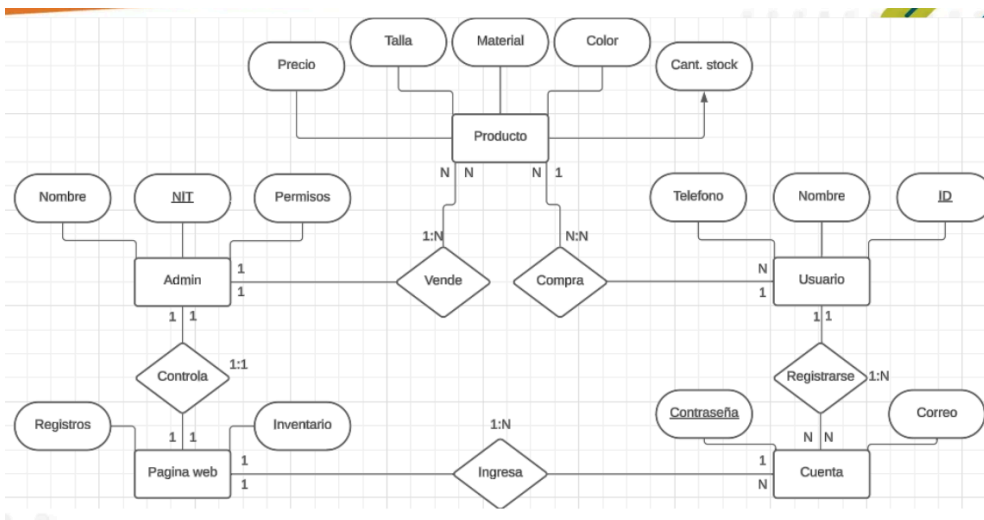 Talla
Material
Color
Precio
Cant. stock
Producto
N N
N 1
Nombre
NIT
Permisos
Telefono
Nombre
ID
1:N
N:N
Admin
1
1
Vende
Compra
N
1
Usuario
1 1
1 1
Controla
1:1
Registrarse
1:N
Registros
Inventario
Contraseña
Correo
1 1
1:N
N N
Pagina web
1
1
Ingresa
1
N
Cuenta